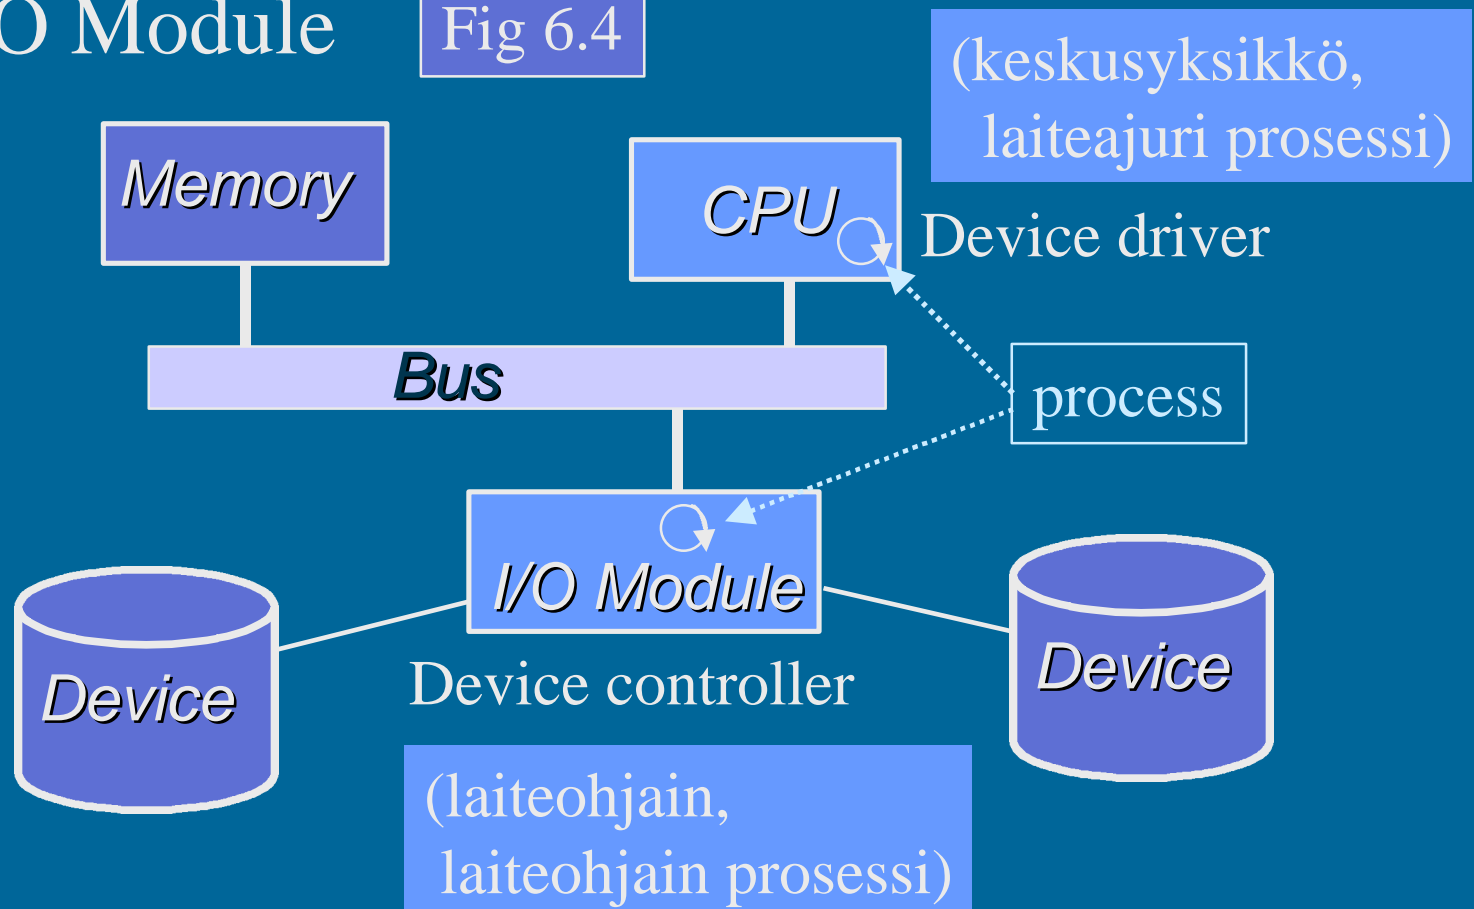 O Module
Fig 6.4
(keskusyksikkö,
laiteajuri prosessi)
Memory
CPU
Device driver
Bus
process
I/O Module
Device
Device
Device controller
(laiteohjain,
laiteohjain prosessi)